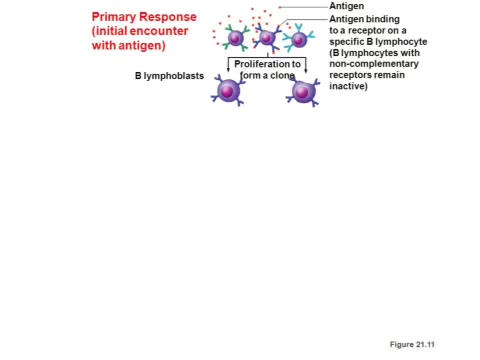 Primary Response
(initial encounter
with antigen)
Antigen
Antigen binding
to a receptor on a
specific B lymphocyte
(B lymphocytes with
non-complementary
receptors remain
inactive)
Proliferation to
form a clone
B lymphoblasts
Figure 21.11